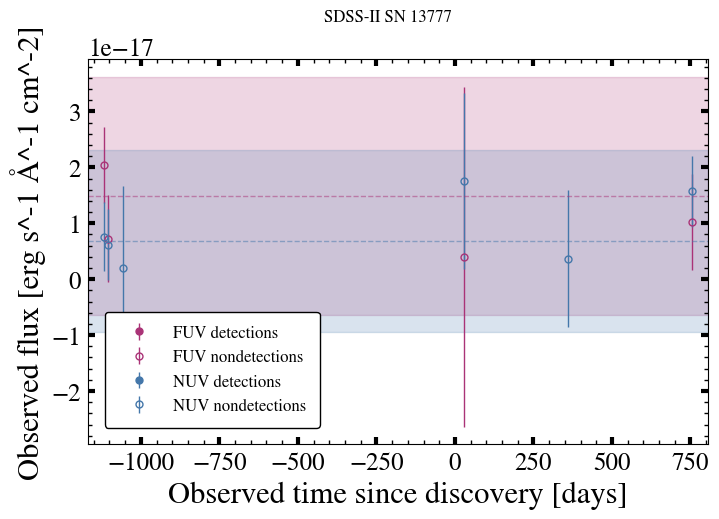 SDSS-II SN 13777
1e−17
Observed flux [erg s^-1 Å^-1 cm^-2]
3
2
1
0
−1
−2
FUV detections
FUV nondetections
NUV detections
NUV nondetections
−1000 −750 −500 −250 0 250 500 750
Observed time since discovery [days]